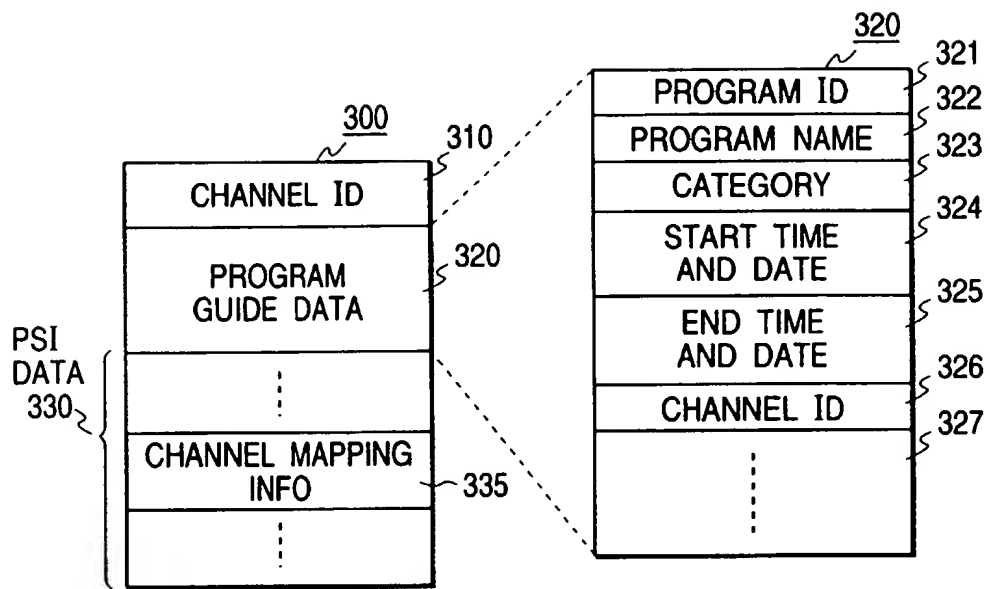 300
310
CHANNEL ID
320
PROGRAM
GUIDE DATA
PSI
DATA
330
CHANNEL MAPPING
INFO
335
320
321
PROGRAM ID
322
PROGRAM NAME
323
CATEGORY
324
START TIME
AND DATE
325
END TIME
AND DATE
326
CHANNEL ID
327